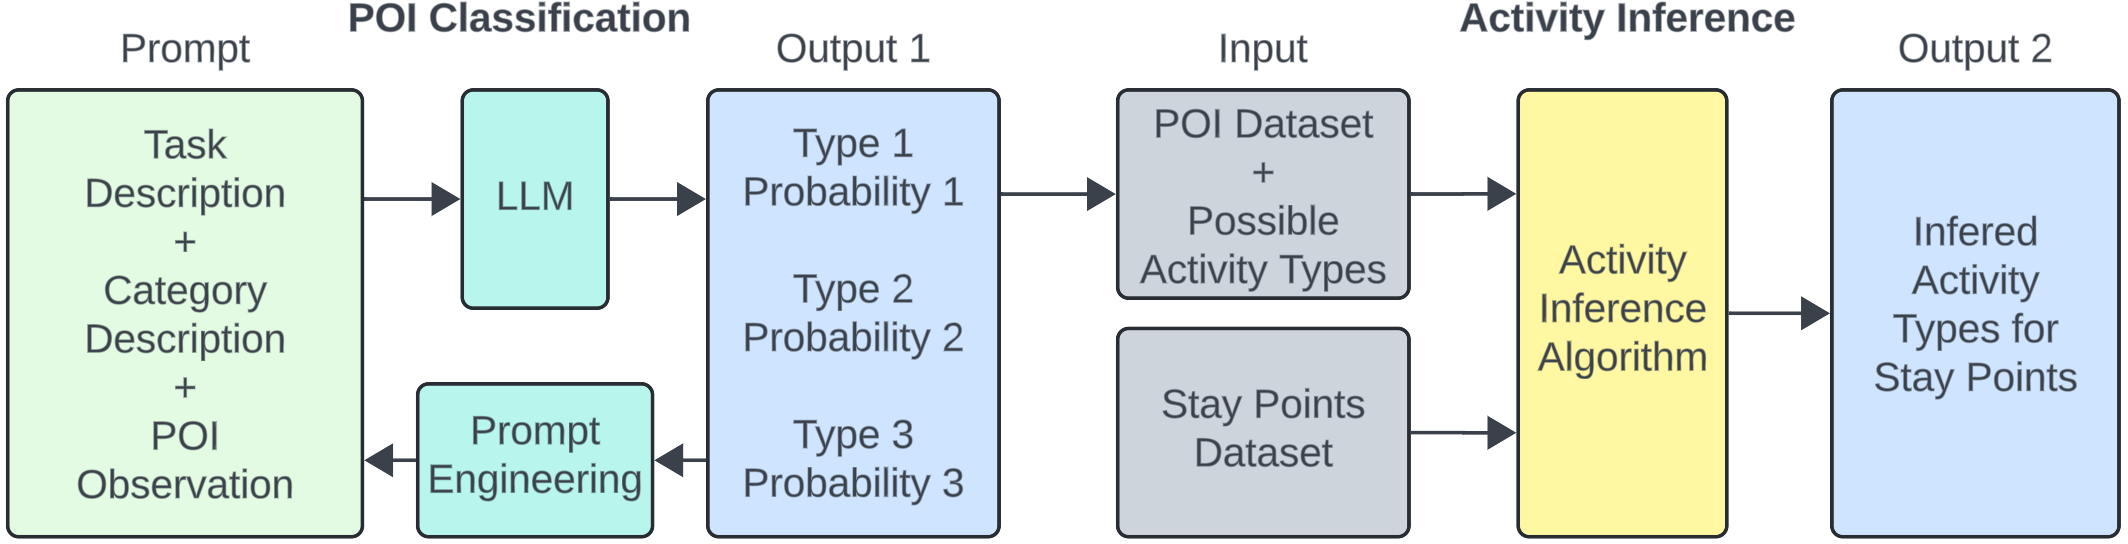 POI Classification
Activity Inference
Prompt
Output 1
Input
Output 2
Task
Description
+
Category
Description
+
POI
Observation
LLM
Prompt
Engineering
Type 1
Probability 1
Type 2
Probability 2
Type 3
Probability 3
POI Dataset
+
Possible
Activity Types
Stay Points
Dataset
Activity
Inference
Algorithm
Infered
Activity
Types for
Stay Points